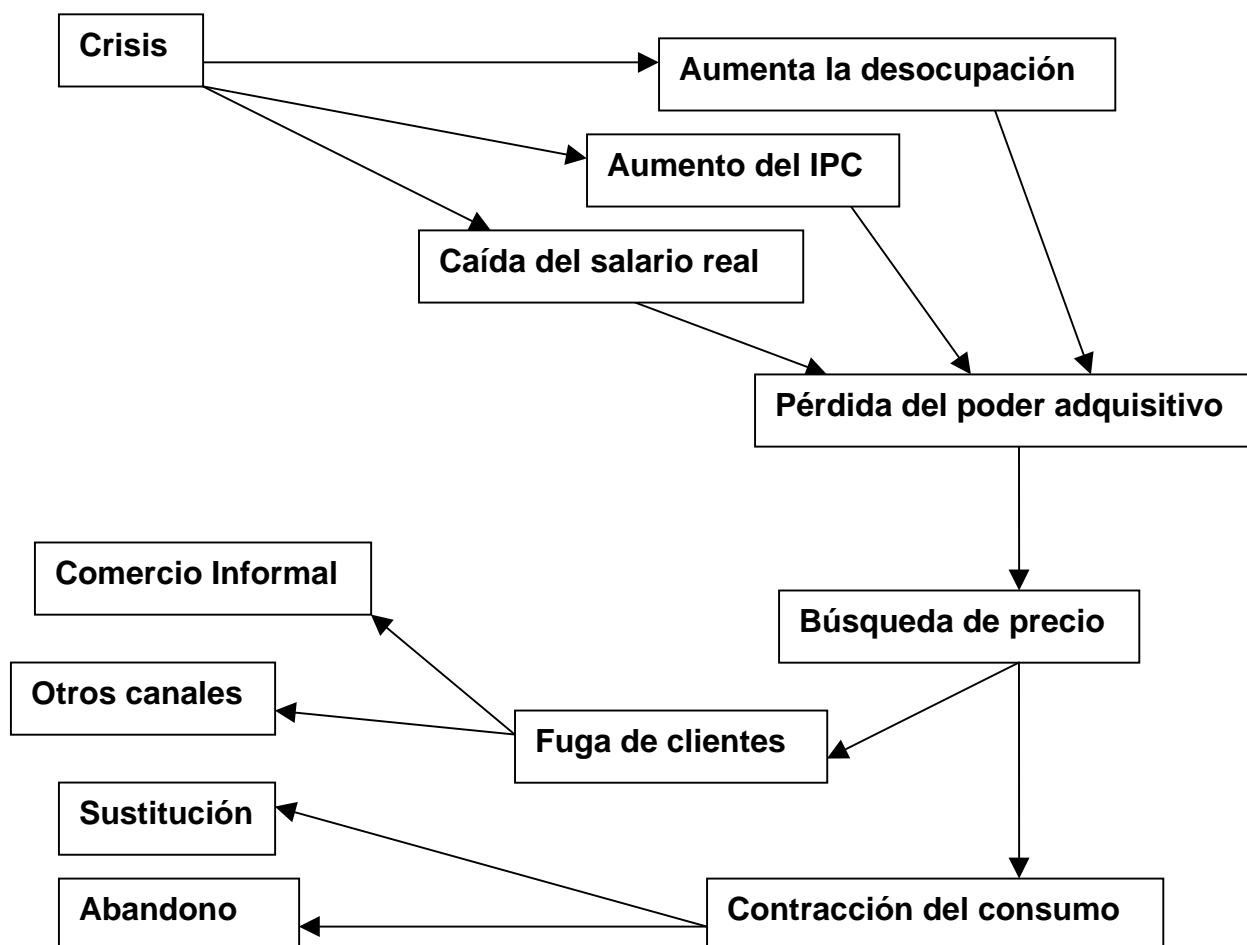 Crisis
Aumenta la desocupación
Aumento del IPC
Caída del salario real
Pérdida del poder adquisitivo
Comercio Informal
Búsqueda de precio
Otros canales
Fuga de clientes
Sustitución
Abandono
Contracción del consumo